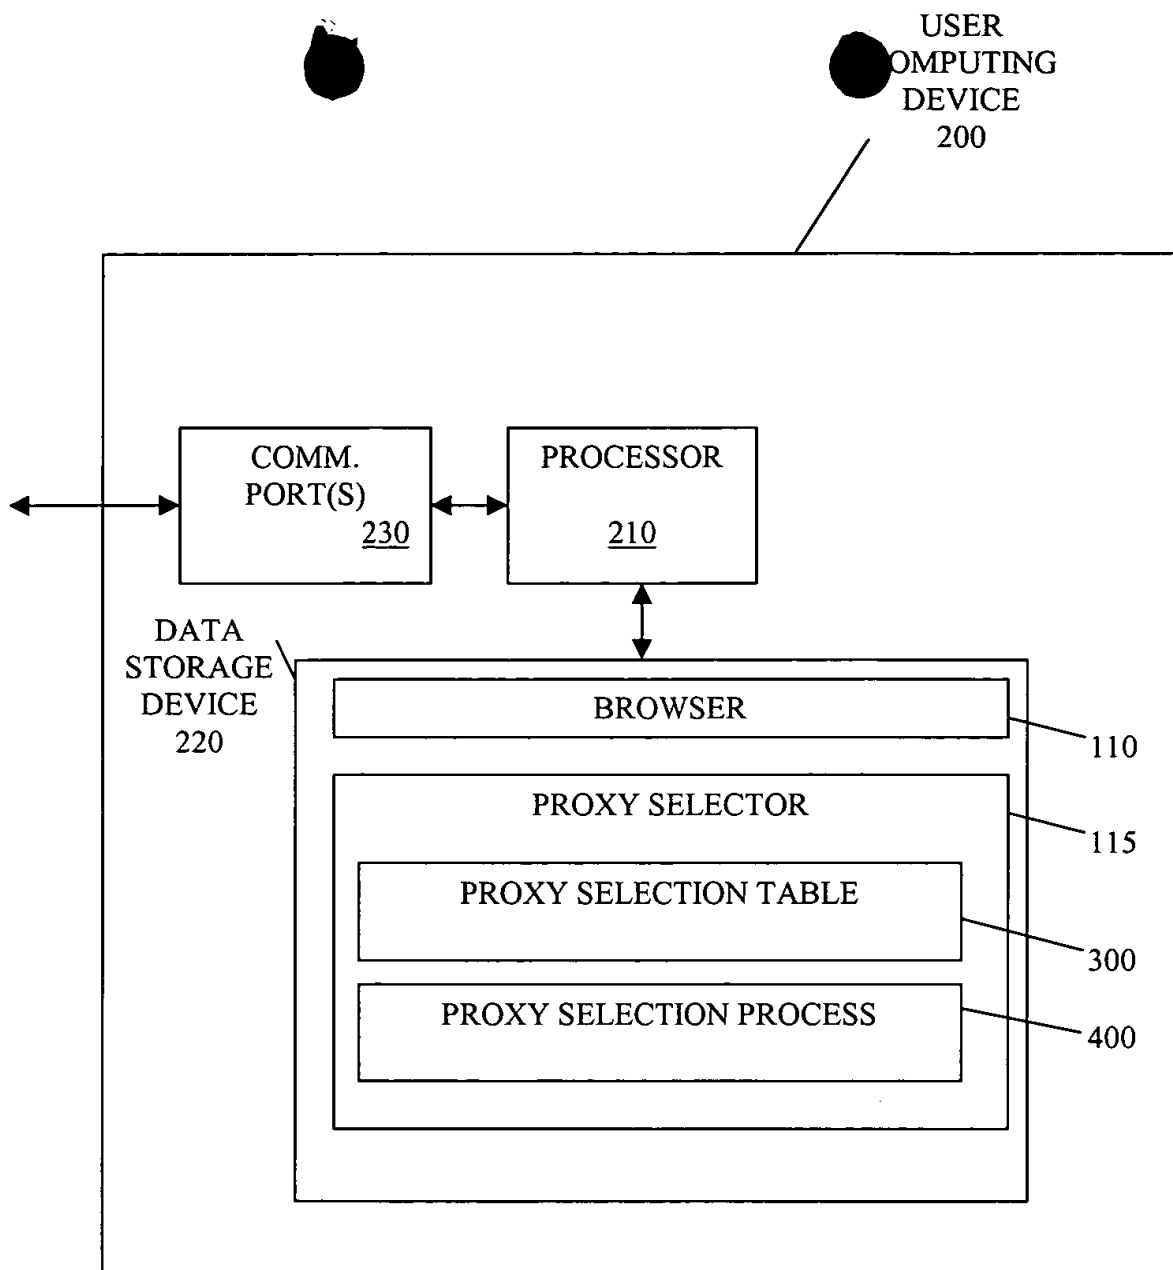 USER
OMPUTING
DEVICE
200
COMM.
PORT(S)
230
PROCESSOR
210
DATA
STORAGE
DEVICE
220
BROWSER
110
PROXY SELECTOR
115
PROXY SELECTION TABLE
300
PROXY SELECTION PROCESS
400